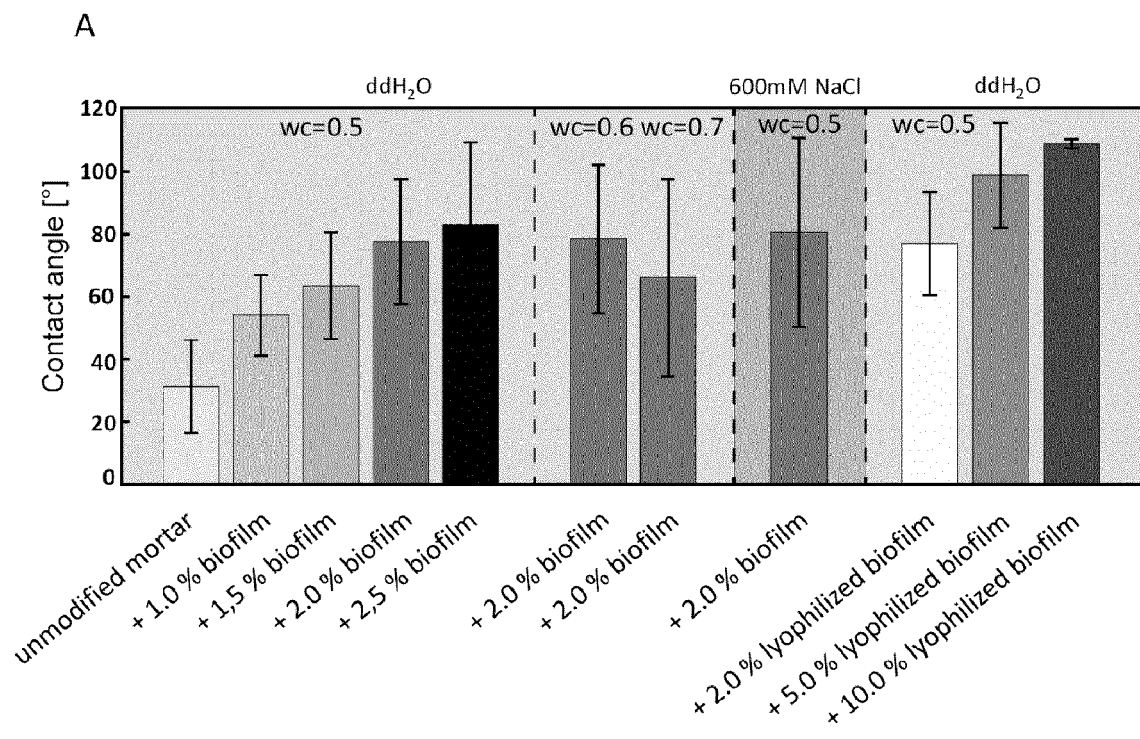 A
ddH₂O
600mM NaCl
ddH₂O
wc=0.5
wc=0.6 wc=0.7
wc=0.5
wc=0.5
Contact angle [°]
120
100
80
60
40
20
0
unmodified mortar
+ 1.0 % biofilm
+ 1,5 % biofilm
+ 2.0 % biofilm
+ 2,5 % biofilm
+ 2.0 % biofilm
+ 2.0 % biofilm
+ 2.0 % biofilm
+ 2.0 % lyophilized biofilm
+ 5.0 % lyophilized biofilm
+ 10.0 % lyophilized biofilm